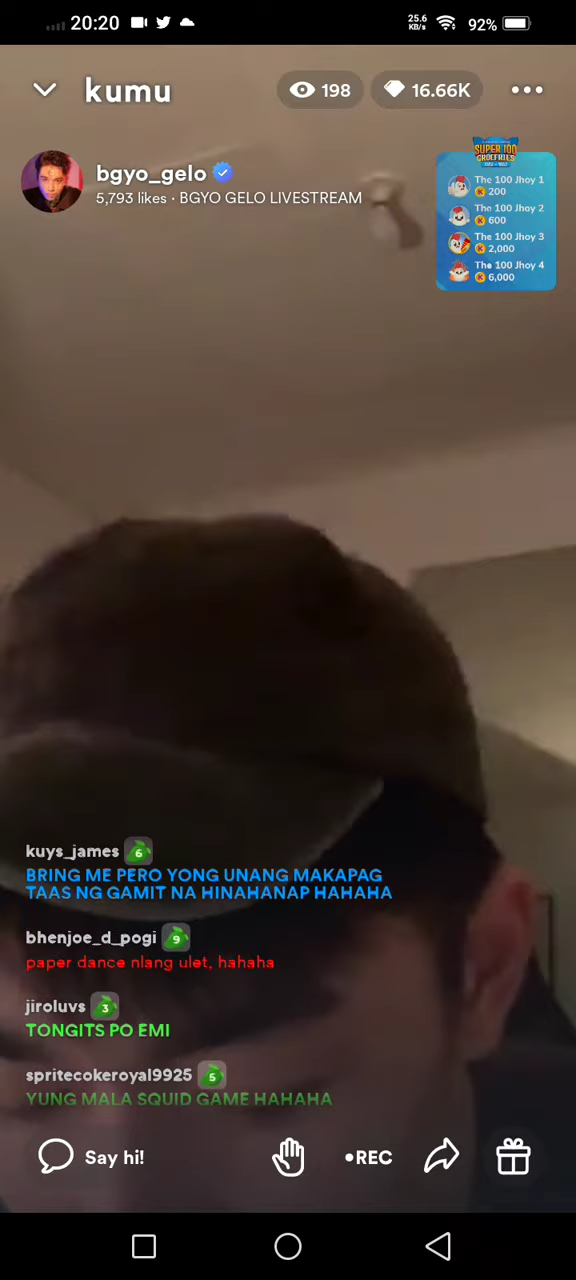 20:20
25.6
KB/s
92%
kumu
198
16.66K
bgyo_gelo
5,793 likes · BGYO GELO LIVESTREAM
SUPER 100
GROCERIES
The 100 Jhoy 1
200
The 100 Jhoy 2
600
The 100 Jhoy 3
2,000
The 100 Jhoy 4
6,000
kuys_james 6
BRING ME PERO YONG UNANG MAKAPAG
TAAS NG GAMIT NA HINAHANAP HAHAHA
bhenjoe_d_pogi 9
paper dance nlang ulet, hahaha
jiroluvs 3
TONGITS PO EMI
spritecokeroyal9925 5
YUNG MALA SQUID GAME HAHAHA
Say hi!
•REC